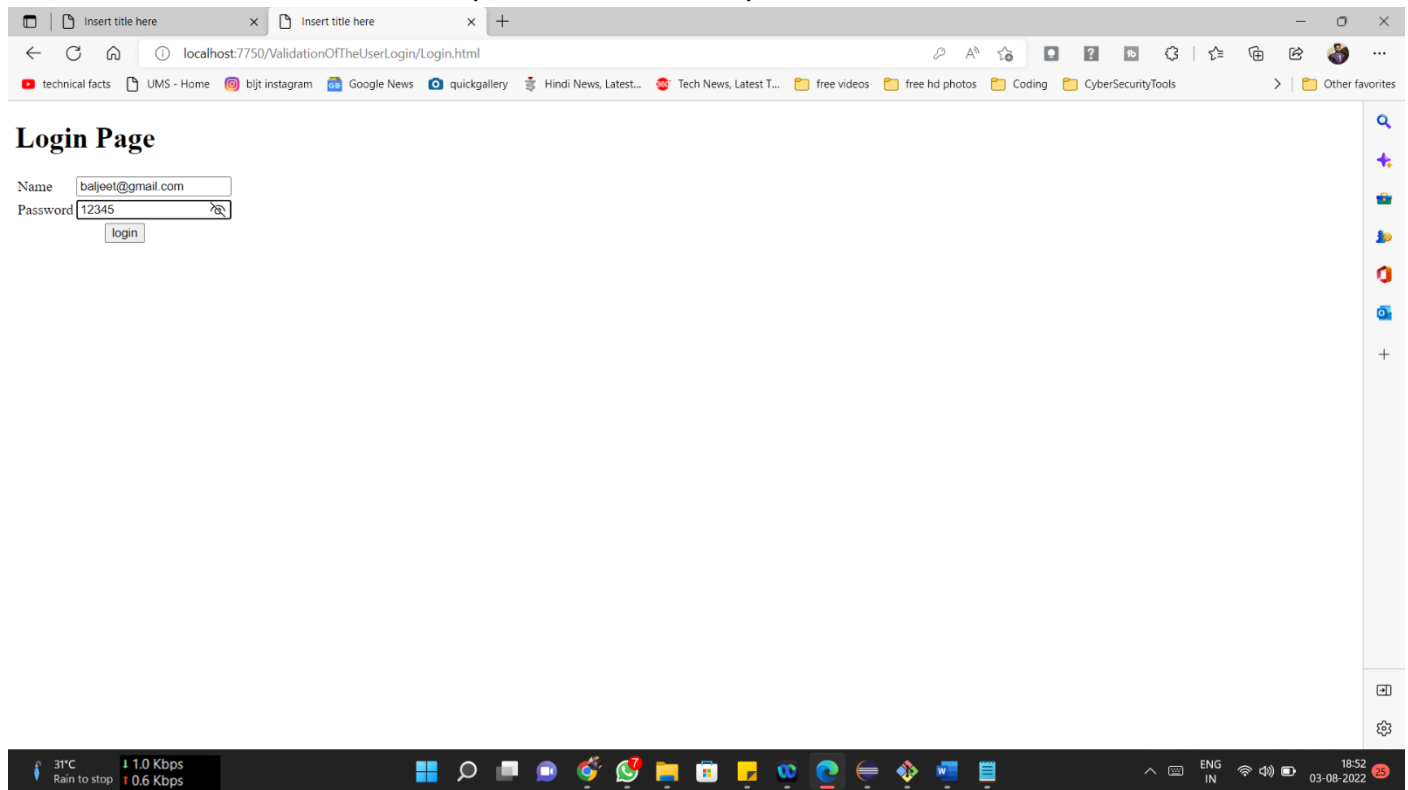 Insert title here
Insert title here
localhost:7750/ValidationOfTheUserLogin/Login.html
technical facts UMS - Home bljt instagram Google News quickgallery Hindi News, Latest... Tech News, Latest T... free videos free hd photos Coding CyberSecurityTools Other favorites
Login Page
Name baljeet@gmail.com
Password 12345
login
31°C
Rain to stop
1.0 Kbps
0.6 Kbps
7
ENG
IN
18:52
03-08-2022
25